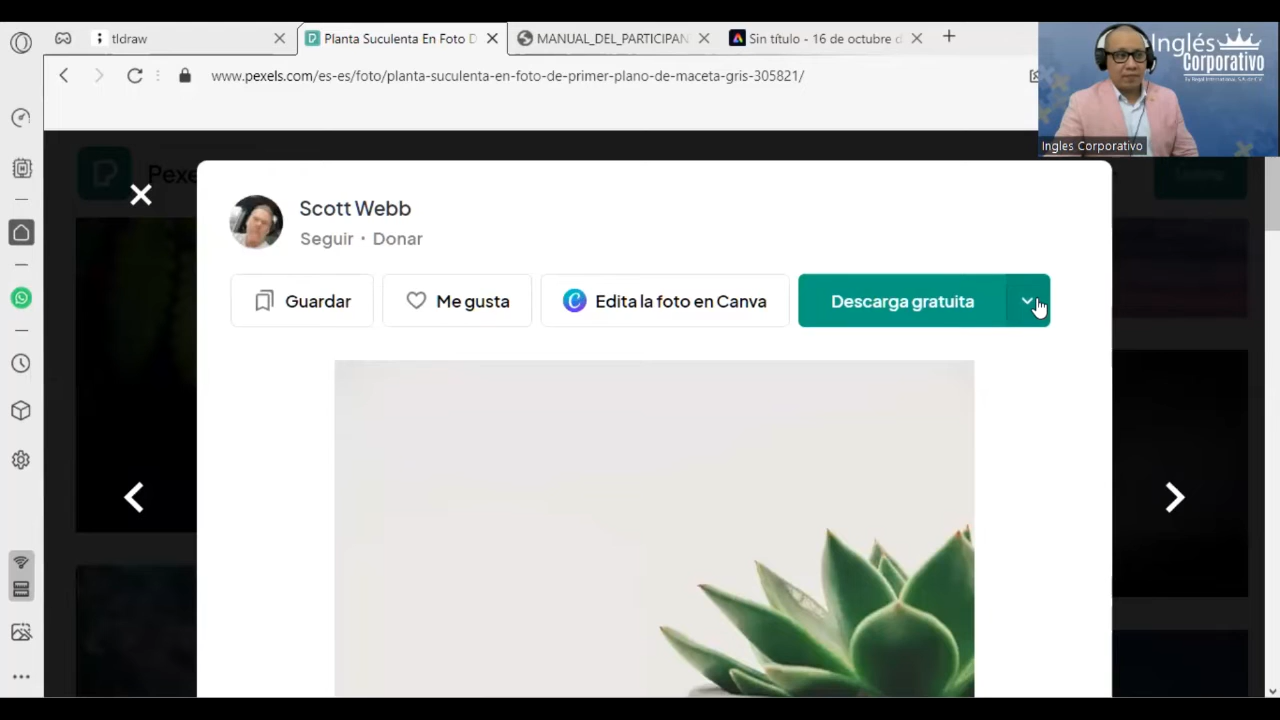 tldraw
Planta Suculenta En Foto D
MANUAL_DEL_PARTICIPAN
Sin título - 16 de octubre d
www.pexels.com/es-es/foto/planta-suculenta-en-foto-de-primer-plano-de-maceta-gris-305821/
Inglés
Corporativo
Ingles Corporativo
Pexe
Scott Webb
Seguir · Donar
Guardar
Me gusta
Edita la foto en Canva
Descarga gratuita